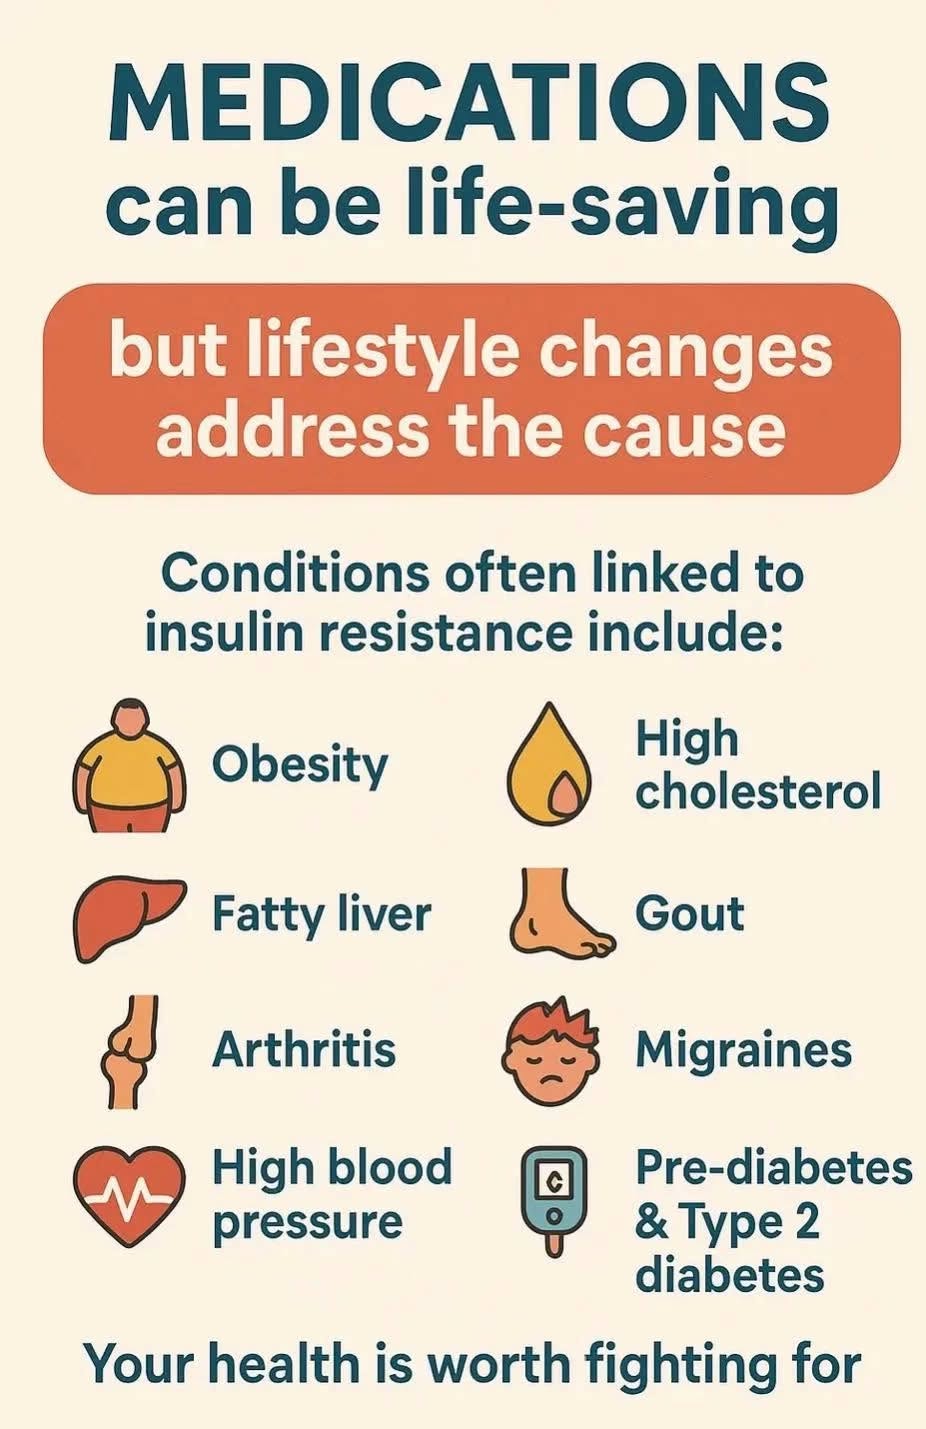 MEDICATIONS
can be life-saving
but lifestyle changes
address the cause
Conditions often linked to
insulin resistance include:
Obesity
High
cholesterol
Fatty liver
Gout
Arthritis
Migraines
High blood
pressure
C
Pre-diabetes
& Type 2
diabetes
Your health is worth fighting for